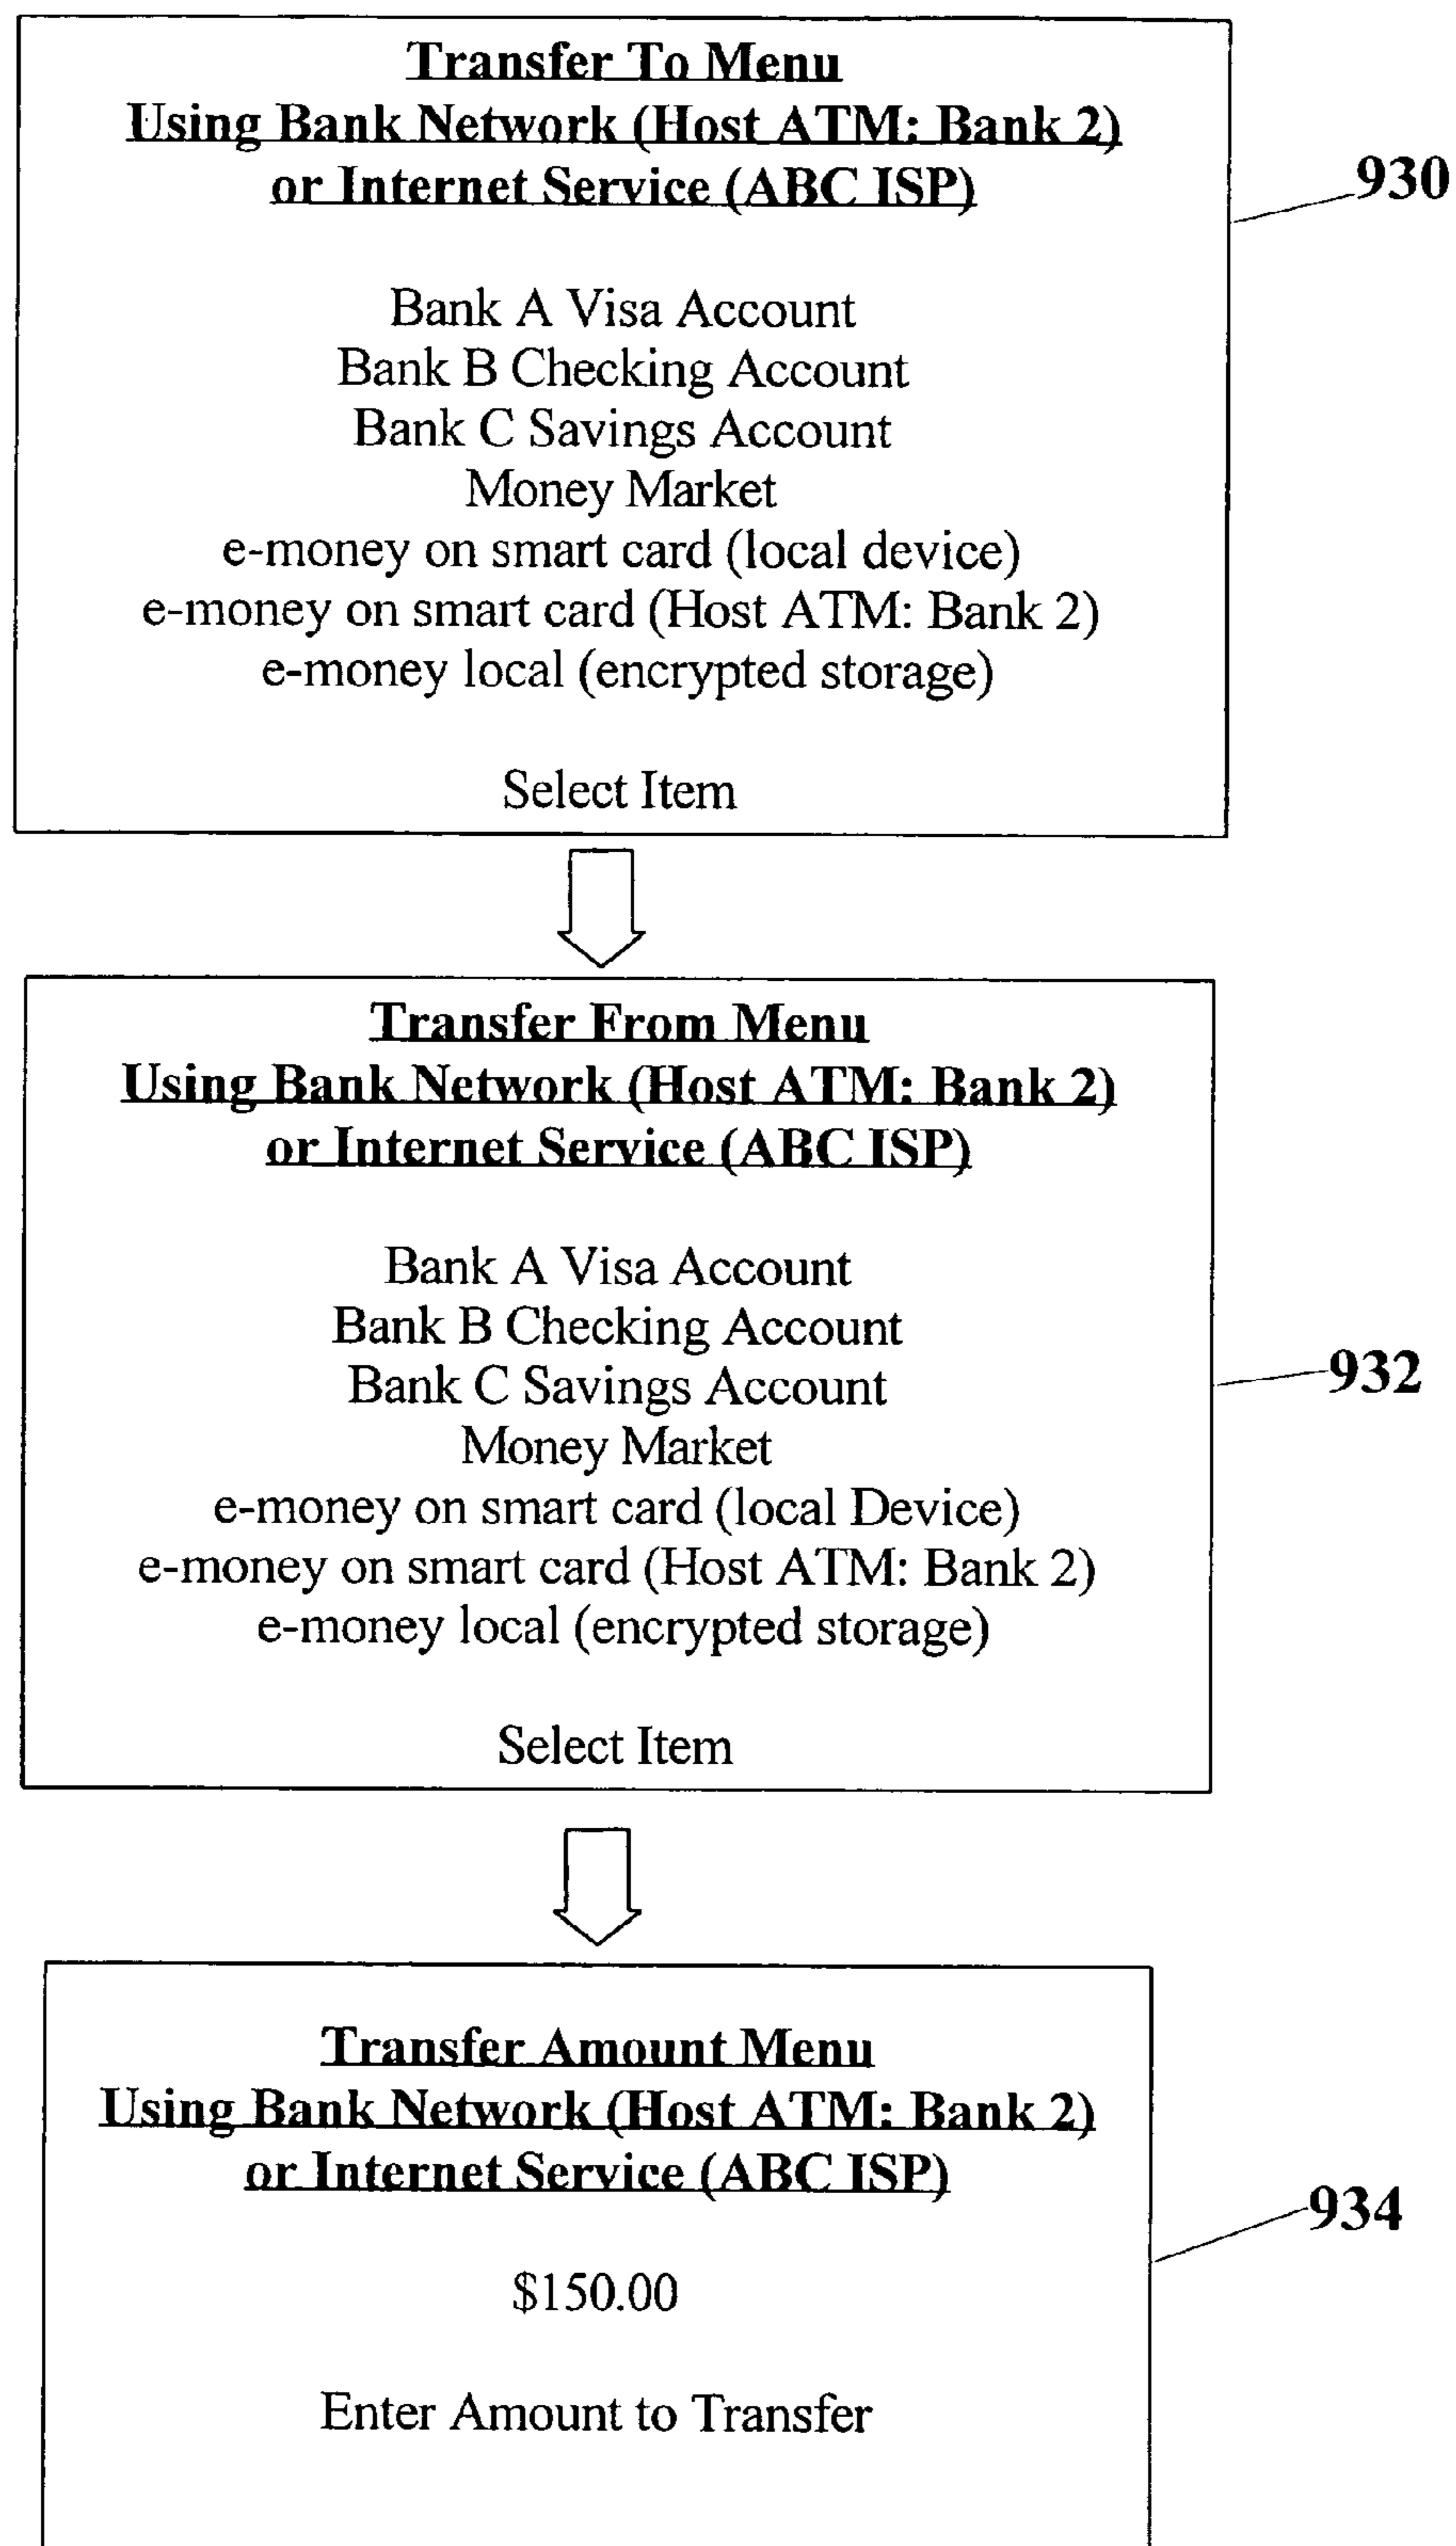 Transfer To Menu
Using Bank Network (Host ATM: Bank 2)
or Internet Service (ABC ISP)
930
Bank A Visa Account
Bank B Checking Account
Bank C Savings Account
Money Market
e-money on smart card (local device)
e-money on smart card (Host ATM: Bank 2)
e-money local (encrypted storage)
Select Item
Transfer From Menu
Using Bank Network (Host ATM: Bank 2)
or Internet Service (ABC ISP)
Bank A Visa Account
Bank B Checking Account
Bank C Savings Account
932
Money Market
e-money on smart card (local Device)
e-money on smart card (Host ATM: Bank 2)
e-money local (encrypted storage)
Select Item
Transfer Amount Menu
Using Bank Network (Host ATM: Bank 2)
or Internet Service (ABC ISP)
934
$150.00
Enter Amount to Transfer